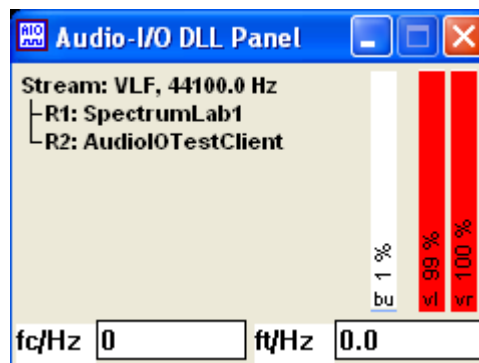 AIO
Audio-I/O DLL Panel
Stream: VLF, 44100.0 Hz
R1: SpectrumLab1
R2: AudioIOTestClient
bu 1 %
vl 99 %
vr 100 %
fc/Hz 0 ft/Hz 0.0